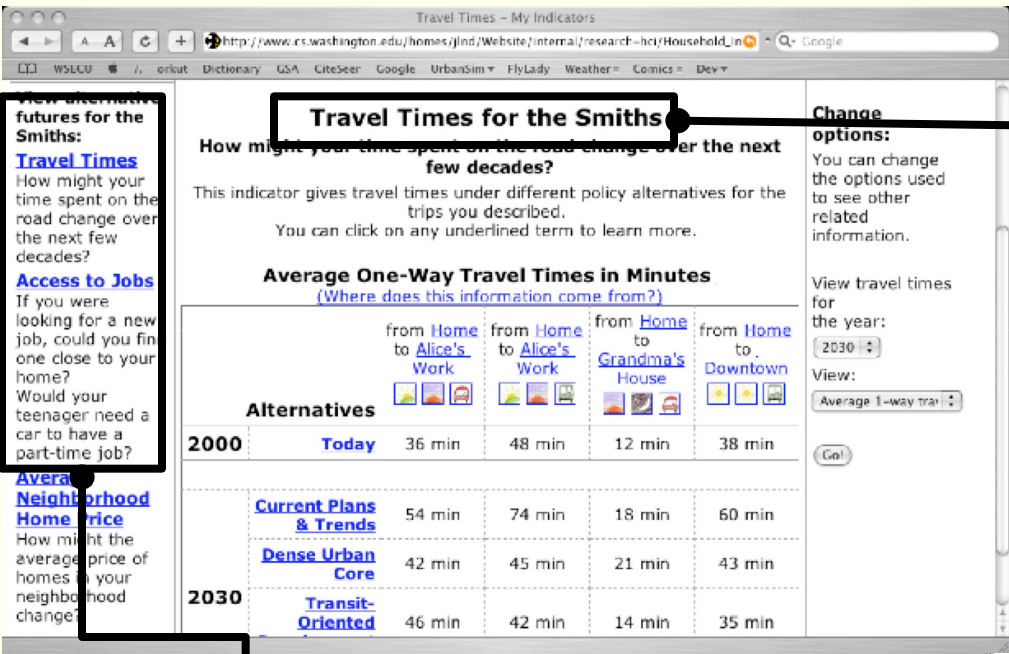 Travel Times – My Indicators
A A C +
http://www.cs.washington.edu/homes/jlnd/Website/internal/research-hci/Household_In
Q- Google
WSECU orkut Dictionary GSA CiteSeer Google UrbanSim FlyLady Weather Comics Dev
View alternative
futures for the
Smiths:
Travel Times
How might your
time spent on the
road change over
the next few
decades?
Access to Jobs
If you were
looking for a new
job, could you fin
one close to your
home?
Would your
teenager need a
car to have a
part-time job?
Avera
Neighborhood
Home Price
How might the
average price of
homes in your
neighborhood
change?
Travel Times for the Smiths
How might your time spent on the road change over the next
few decades?
This indicator gives travel times under different policy alternatives for the
trips you described.
You can click on any underlined term to learn more.
Average One-Way Travel Times in Minutes
(Where does this information come from?)
Alternatives
from Home
to Alice's
Work
from Home
to Alice's
Work
from Home
to
Grandma's
House
from Home
to
Downtown
2000 Today 36 min 48 min 12 min 38 min
2030
Current Plans
& Trends 54 min 74 min 18 min 60 min
Dense Urban
Core 42 min 45 min 21 min 43 min
Transit-
Oriented 46 min 42 min 14 min 35 min
Change
options:
You can change
the options used
to see other
related
information.
View travel times
for
the year:
2030
View:
Average 1-way tra
Go!